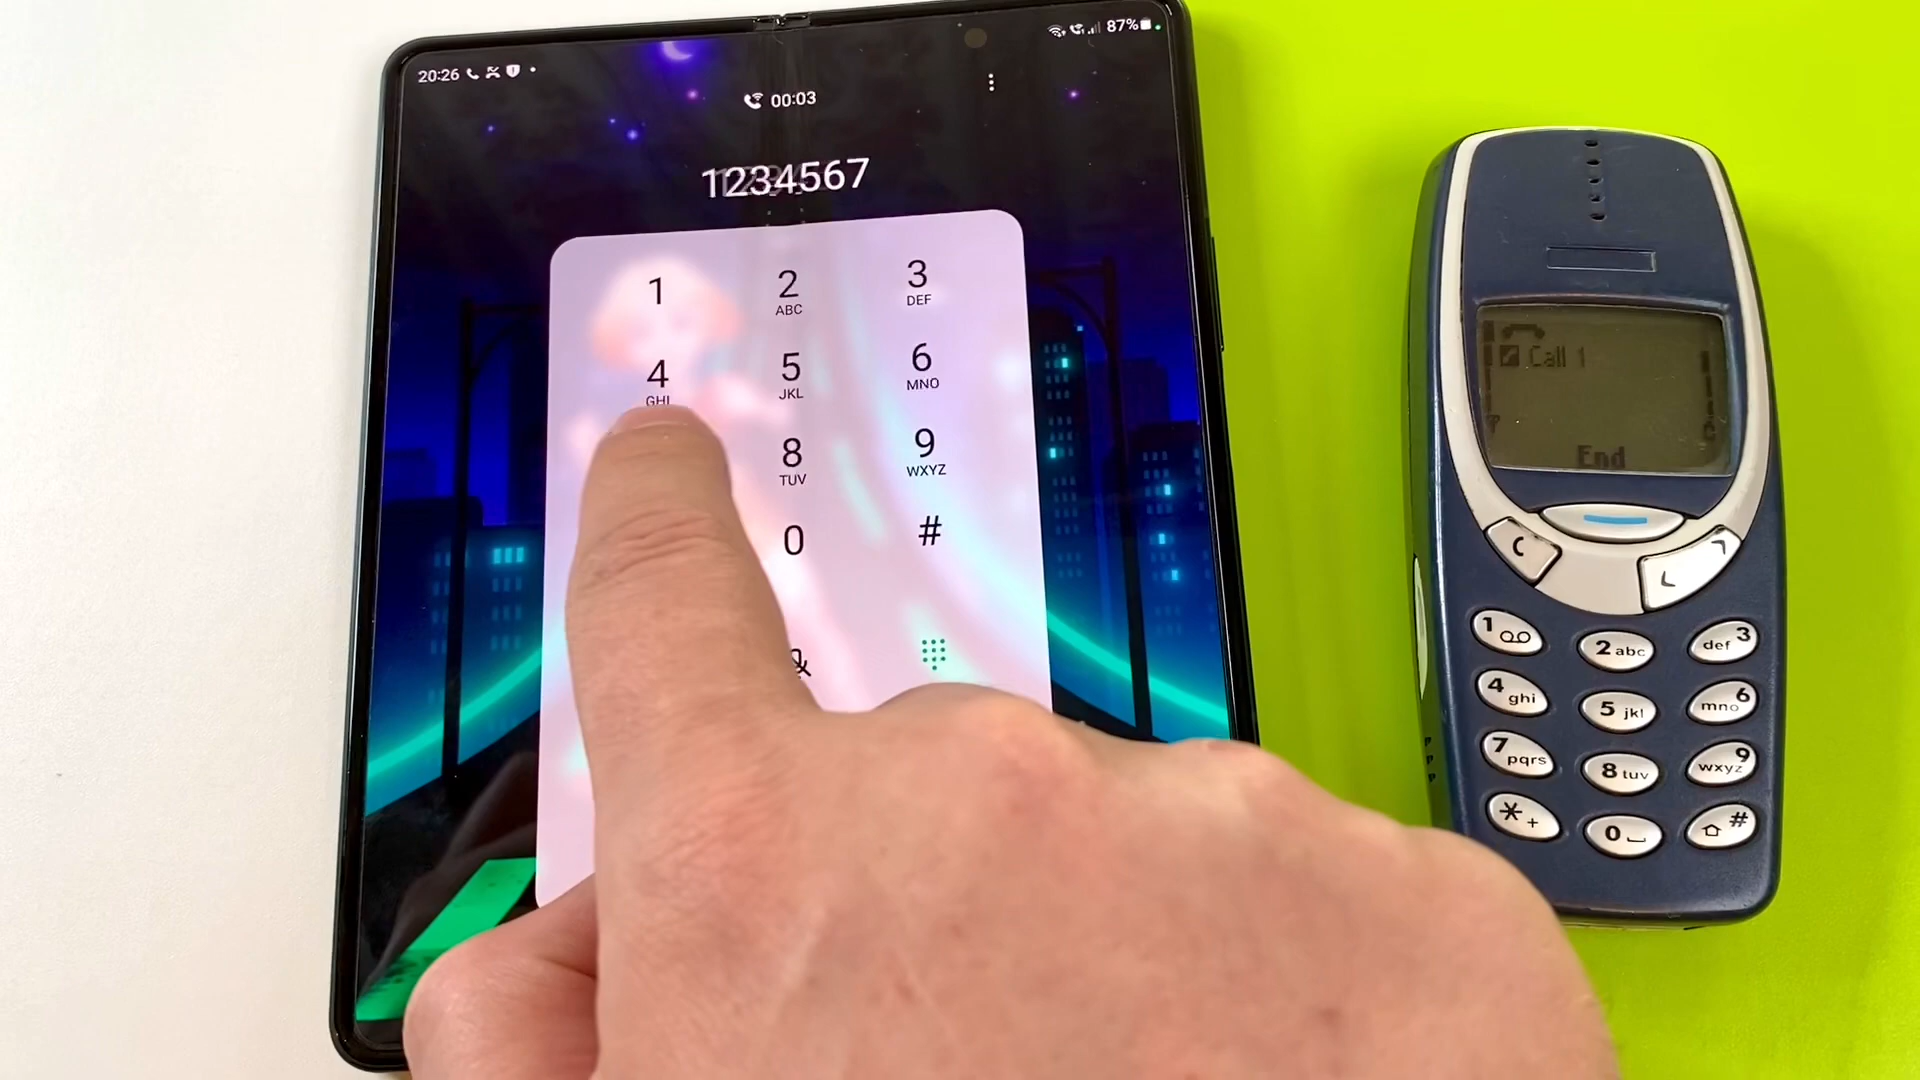 20:26
87%
00:03
1234567
1
2
ABC
3
DEF
4
GHI
5
JKL
6
MNO
8
TUV
9
WXYZ
0
#
Call 1
End
C
1
2 abc
def 3
4 ghi
5 jkl
mno 6
7 pqrs
8 tuv
wxyz 9
* +
0
#